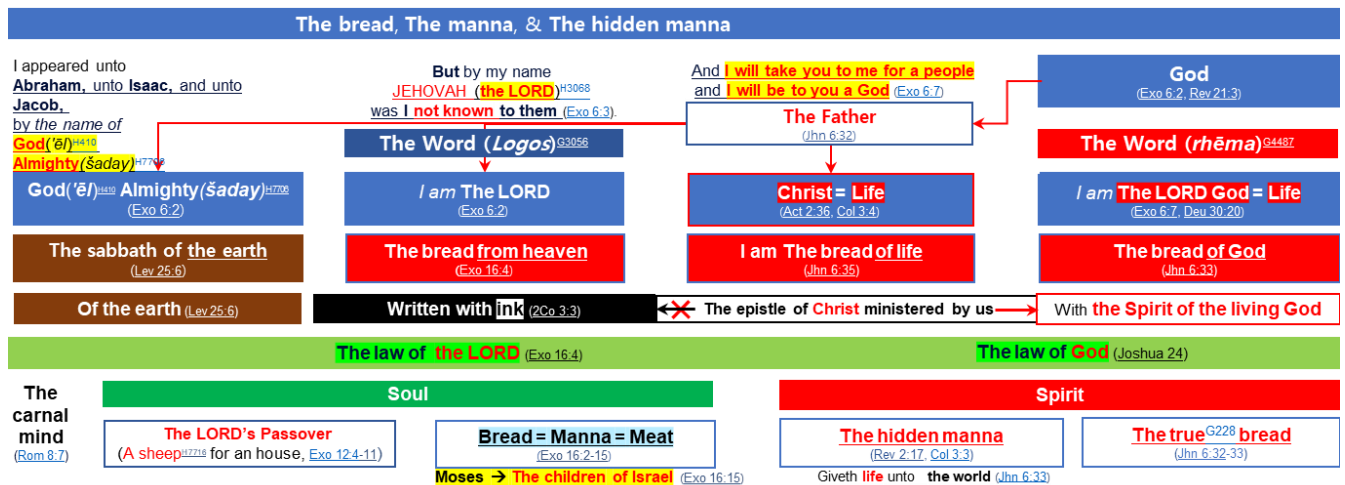 The bread, The manna, & The hidden manna
I appeared unto
Abraham, unto Isaac, and unto
Jacob,
by the name of
God('ēl)H410
Almighty(šaday)H7706
But by my name
JEHOVAH (the LORD)H3068
was I not known to them (Exo 6:3).
And I will take you to me for a people
and I will be to you a God (Exo 6:7)
God
(Exo 6:2, Rev 21:3)
The Father
(Jhn 6:32)
The Word (Logos)G3056
The Word (rhēma)G4487
God('ēl)H410 Almighty(šaday)H7706
(Exo 6:2)
I am The LORD
(Exo 6:2)
Christ = Life
(Act 2:36, Col 3:4)
I am The LORD God = Life
(Exo 6:7, Deu 30:20)
The sabbath of the earth
(Lev 25:6)
The bread from heaven
(Exo 16:4)
I am The bread of life
(Jhn 6:35)
The bread of God
(Jhn 6:33)
Of the earth (Lev 25:6)
Written with ink (2Co 3:3)
The epistle of Christ ministered by us
With the Spirit of the living God
The law of the LORD (Exo 16:4)
The law of God (Joshua 24)
The
carnal
mind
(Rom 8:7)
Soul
Spirit
The LORD's Passover
(A sheepH7716 for an house, Exo 12:4-11)
Bread = Manna = Meat
(Exo 16:2-15)
Moses → The children of Israel (Exo 16:15)
The hidden manna
(Rev 2:17, Col 3:3)
Giveth life unto the world (Jhn 6:33)
The trueG228 bread
(Jhn 6:32-33)